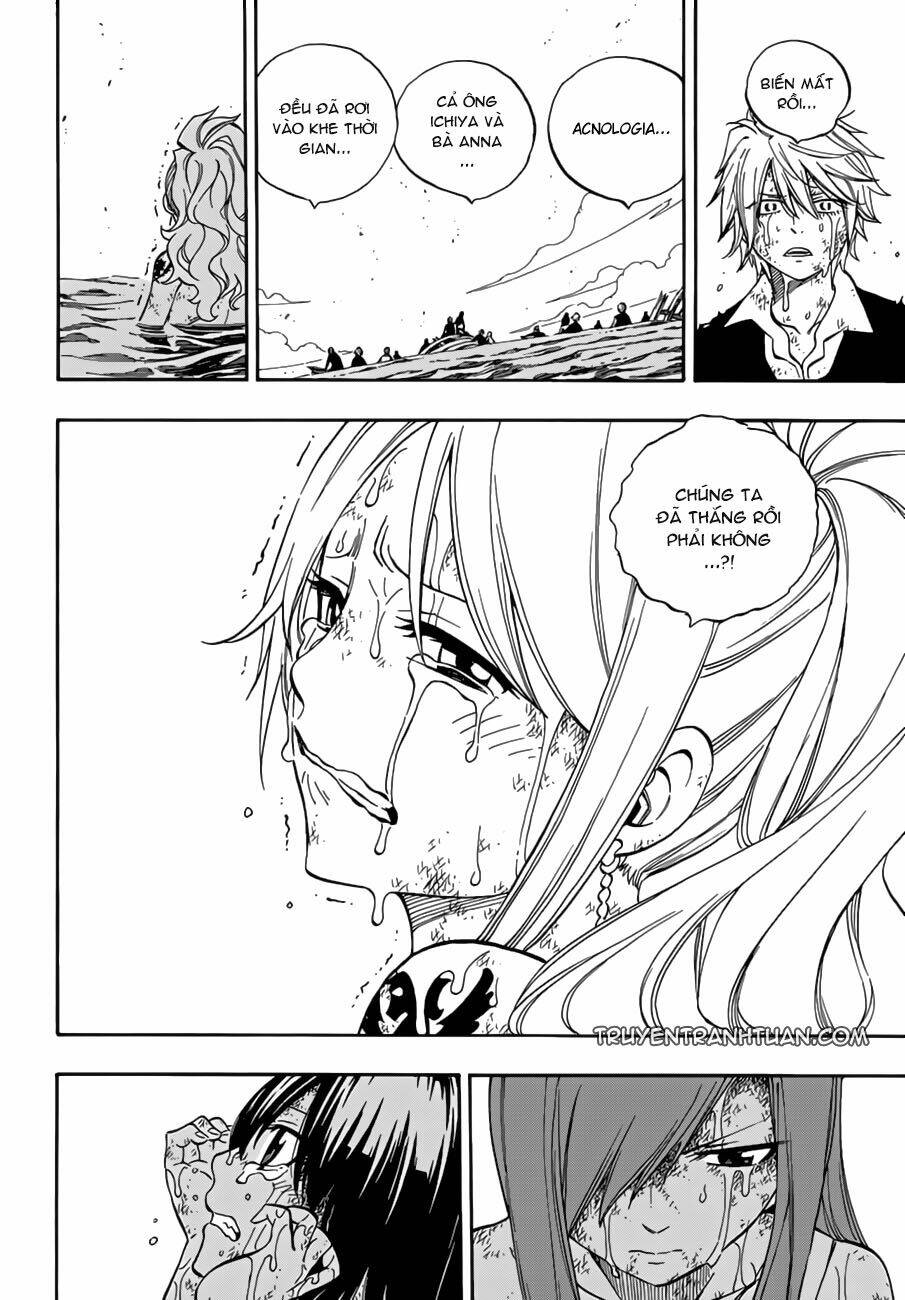 BIẾN MẤT
RỒI...
ACNOLOGIA...
CẢ ÔNG
ICHIYA VÀ
BÀ ANNA
...
ĐỀU ĐÃ RƠI
VÀO KHE THỜI
GIAN...
CHÚNG TA
ĐÃ THẮNG RỒI
PHẢI KHÔNG
...?!
TRUYENTRANHTUAN.COM